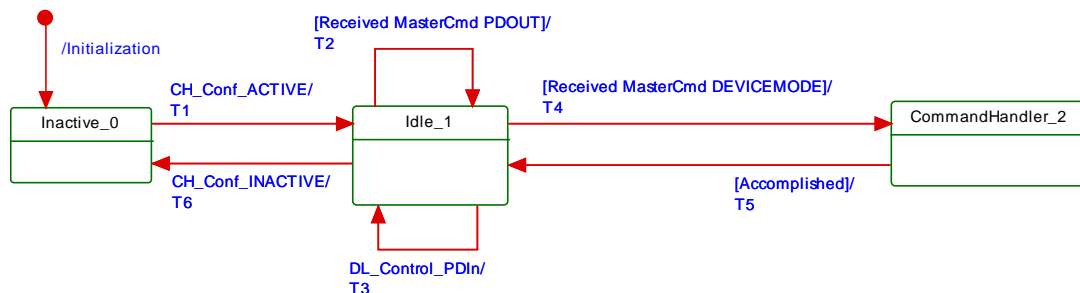 [Received MasterCmd PDOUT]/
T2
/Initialization
CH_Conf_ACTIVE/
T1
[Received MasterCmd DEVICEMODE]/
T4
Inactive_0
Idle_1
CommandHandler_2
CH_Conf_INACTIVE/
T6
[Accomplished]/
T5
DL_Control_PDIn/
T3